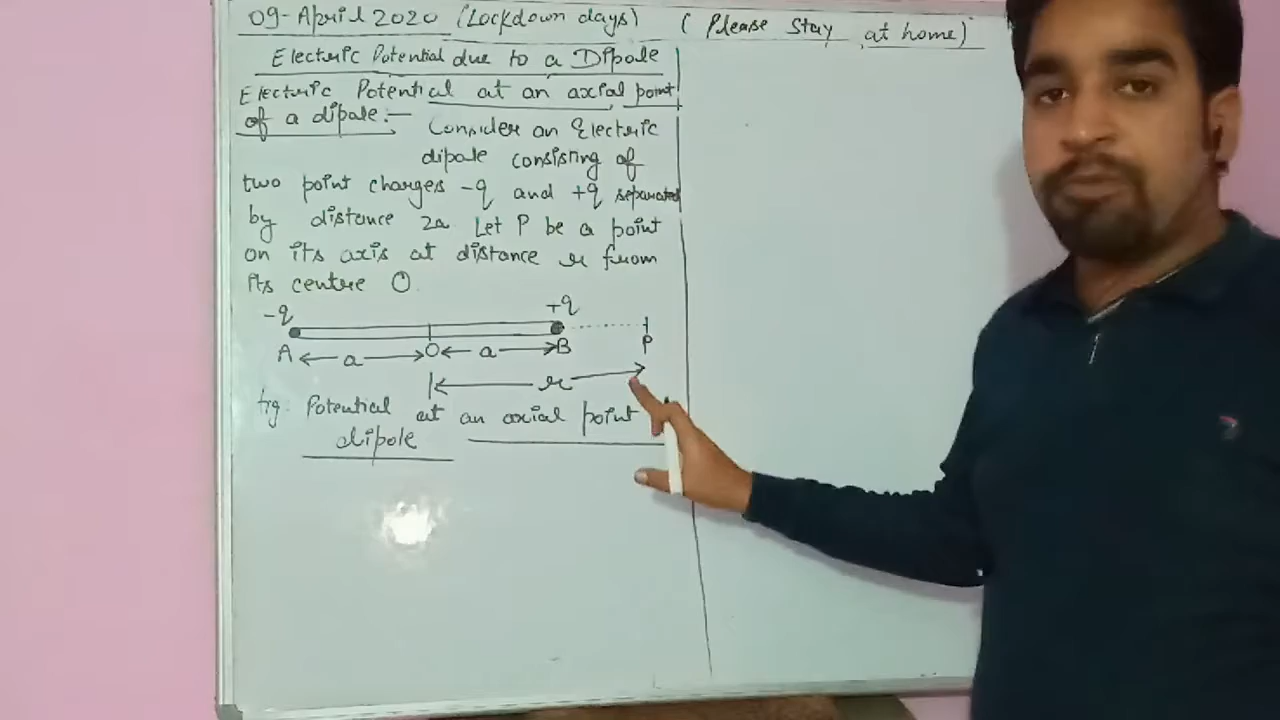 09-April 2020 (Lockdown days) (Please Stay at home)
Electric Potential due to a Dipole
Electric Potential at an axial point
of a dipole:- Consider an Electric
dipole consisting of
two point charges -q and +q separated
by distance 2a. Let P be a point
on its axis at distance r from
its centre O.
-q +q
A a O a B P
r
fig: Potential at an axial point
dipole